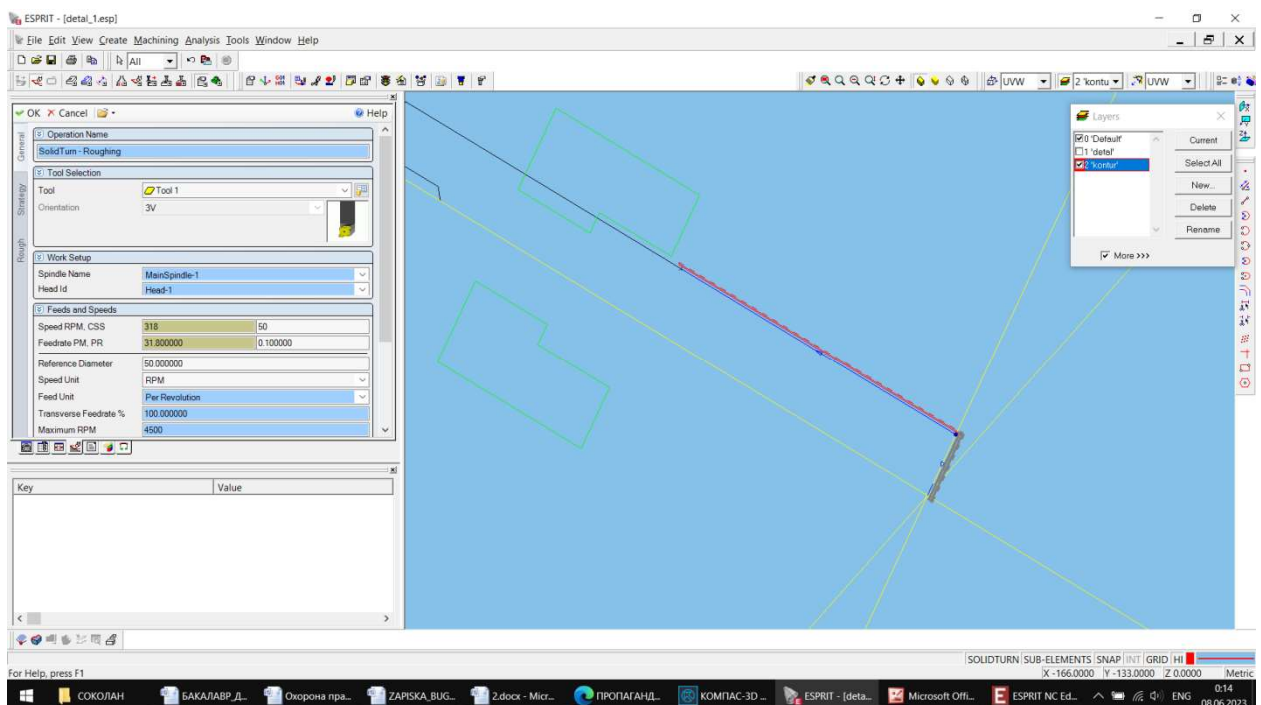 ESPRIT - [detal_1.esp]
File Edit View Create Machining Analysis Tools Window Help
All
UVW 2 'kontu UVW
OK Cancel Help
General
Strategy
Rough
Operation Name
SolidTurn - Roughing
Tool Selection
Tool Tool 1
Orientation 3V
Work Setup
Spindle Name MainSpindle-1
Head Id Head-1
Feeds and Speeds
Speed RPM, CSS 318 50
Feedrate PM, PR 31.800000 0.100000
Reference Diameter 50.000000
Speed Unit RPM
Feed Unit Per Revolution
Transverse Feedrate % 100.000000
Maximum RPM 4500
Key Value
Layers
0 'Default' Current
1 'detal' Select All
2 'kontur' New...
Delete
Rename
More >>>
SOLIDTURN SUB-ELEMENTS SNAP INT GRID HI
For Help, press F1 X -166.0000 Y -133.0000 Z 0.0000 Metric
СОКОЛАН БАКАЛАВР_Д... Охорона пра... ZAPISKA_BUG... 2.docx - Micr... ПРОПАГАНД... КОМПАС-3D ... ESPRIT - [deta... Microsoft Offi... ESPRIT NC Ed... ENG 0:14
08.06.2023